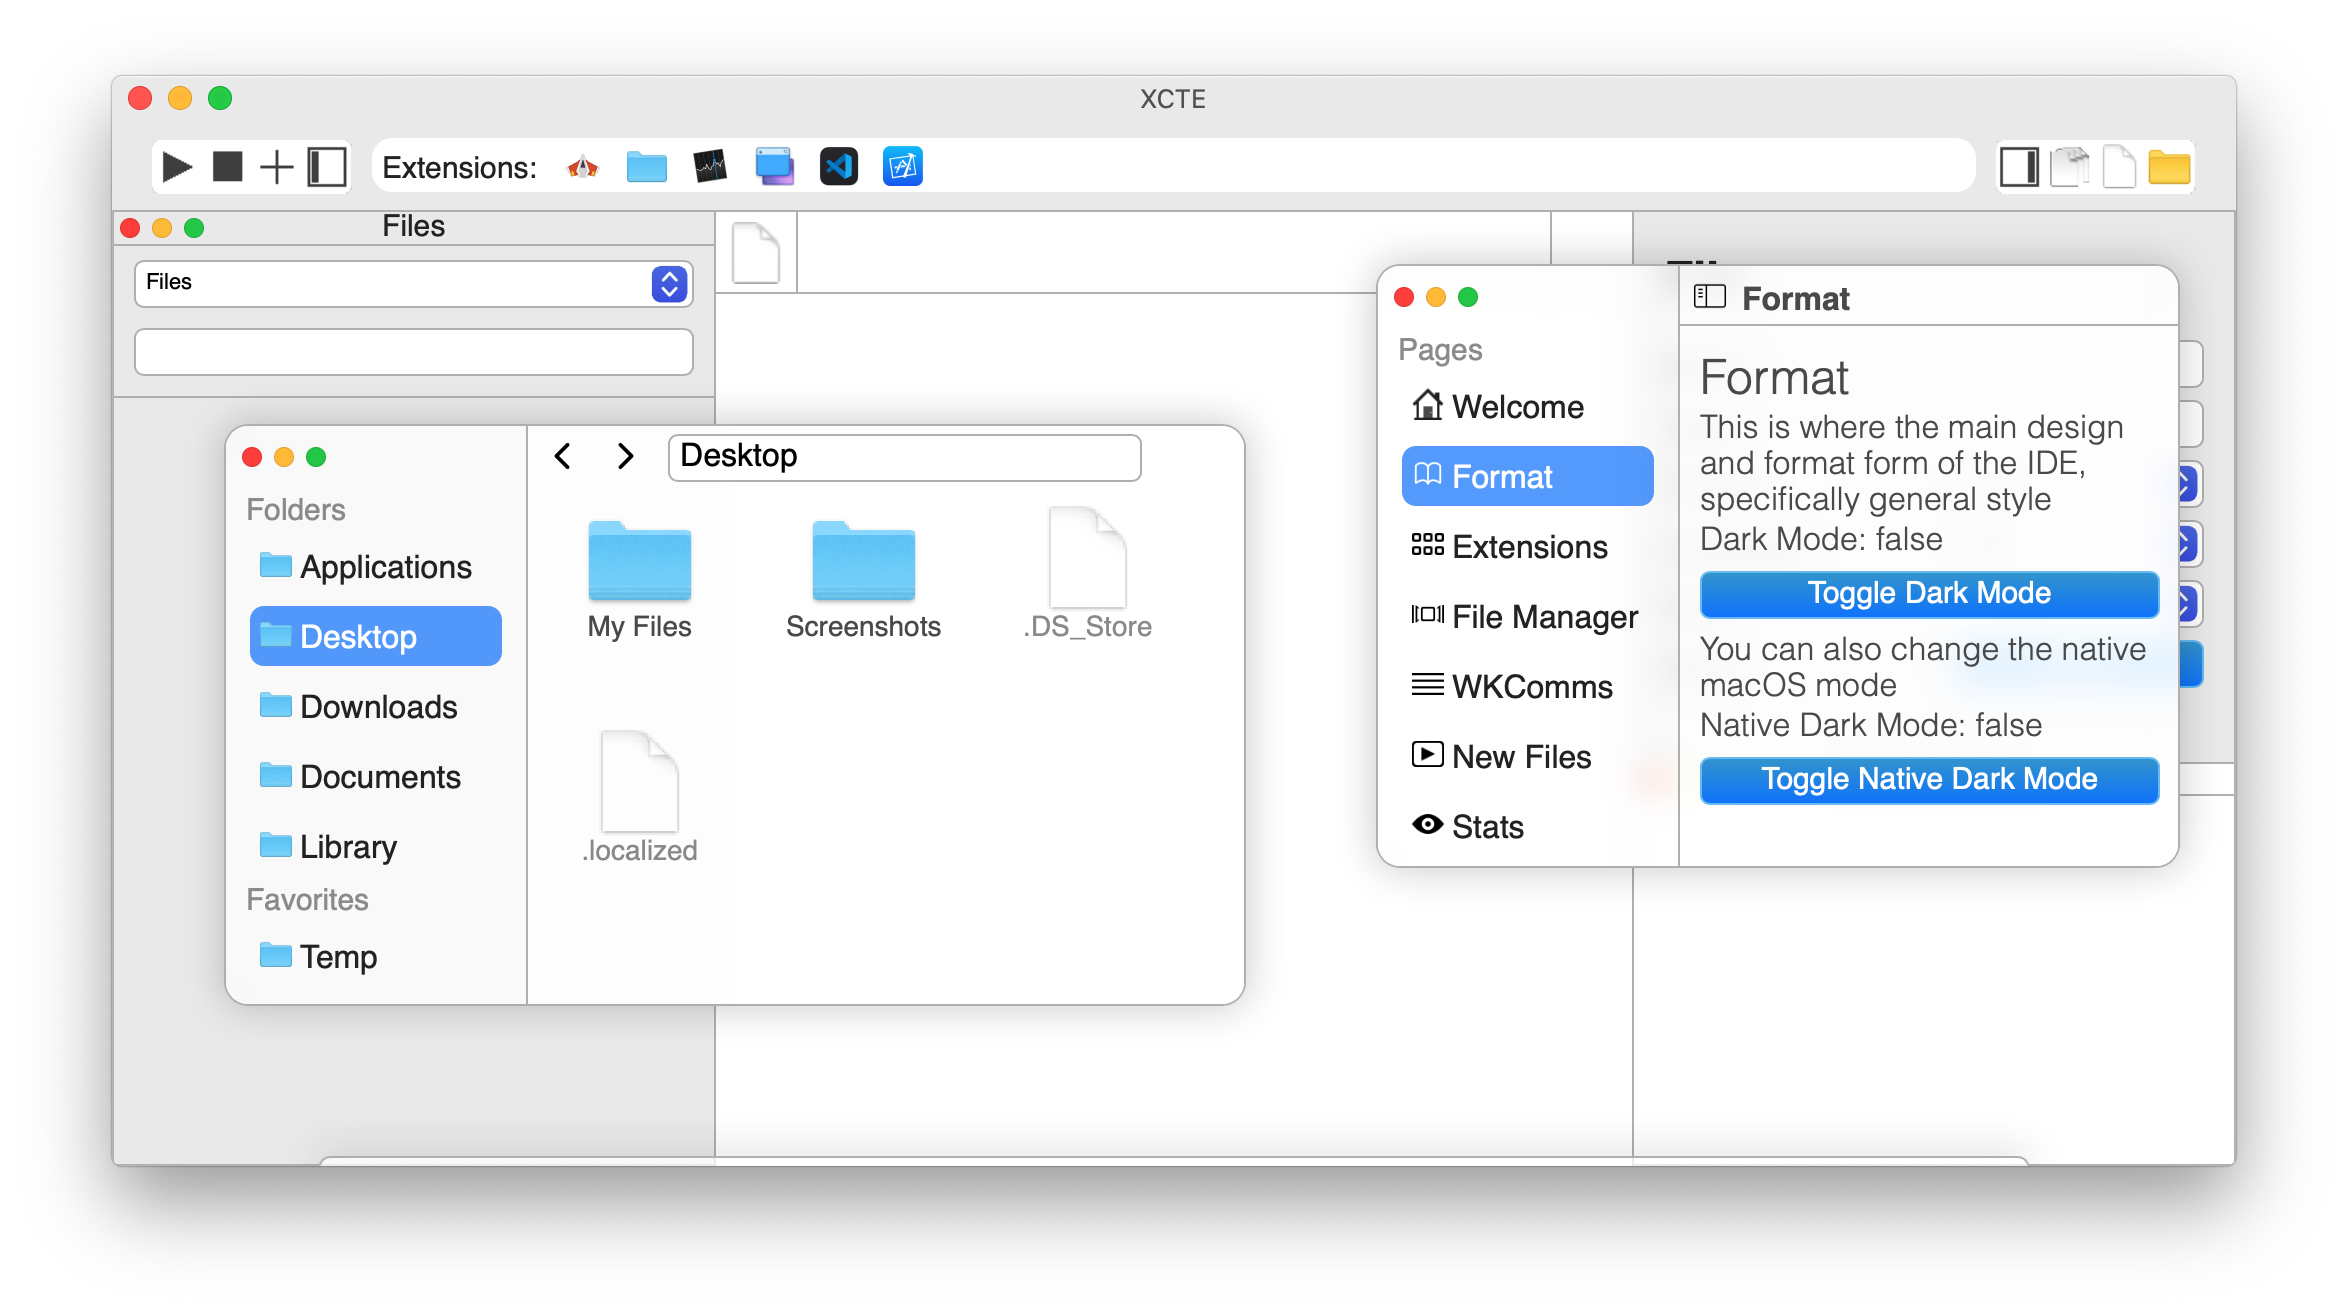 XCTE
Extensions:
Files
Files
Folders
Applications
Desktop
Downloads
Documents
Library
Favorites
Temp
Desktop
My Files
Screenshots
.DS_Store
.localized
Pages
Welcome
Format
Extensions
File Manager
WKComms
New Files
Stats
Format
Format
This is where the main design
and format form of the IDE,
specifically general style
Dark Mode: false
Toggle Dark Mode
You can also change the native
macOS mode
Native Dark Mode: false
Toggle Native Dark Mode